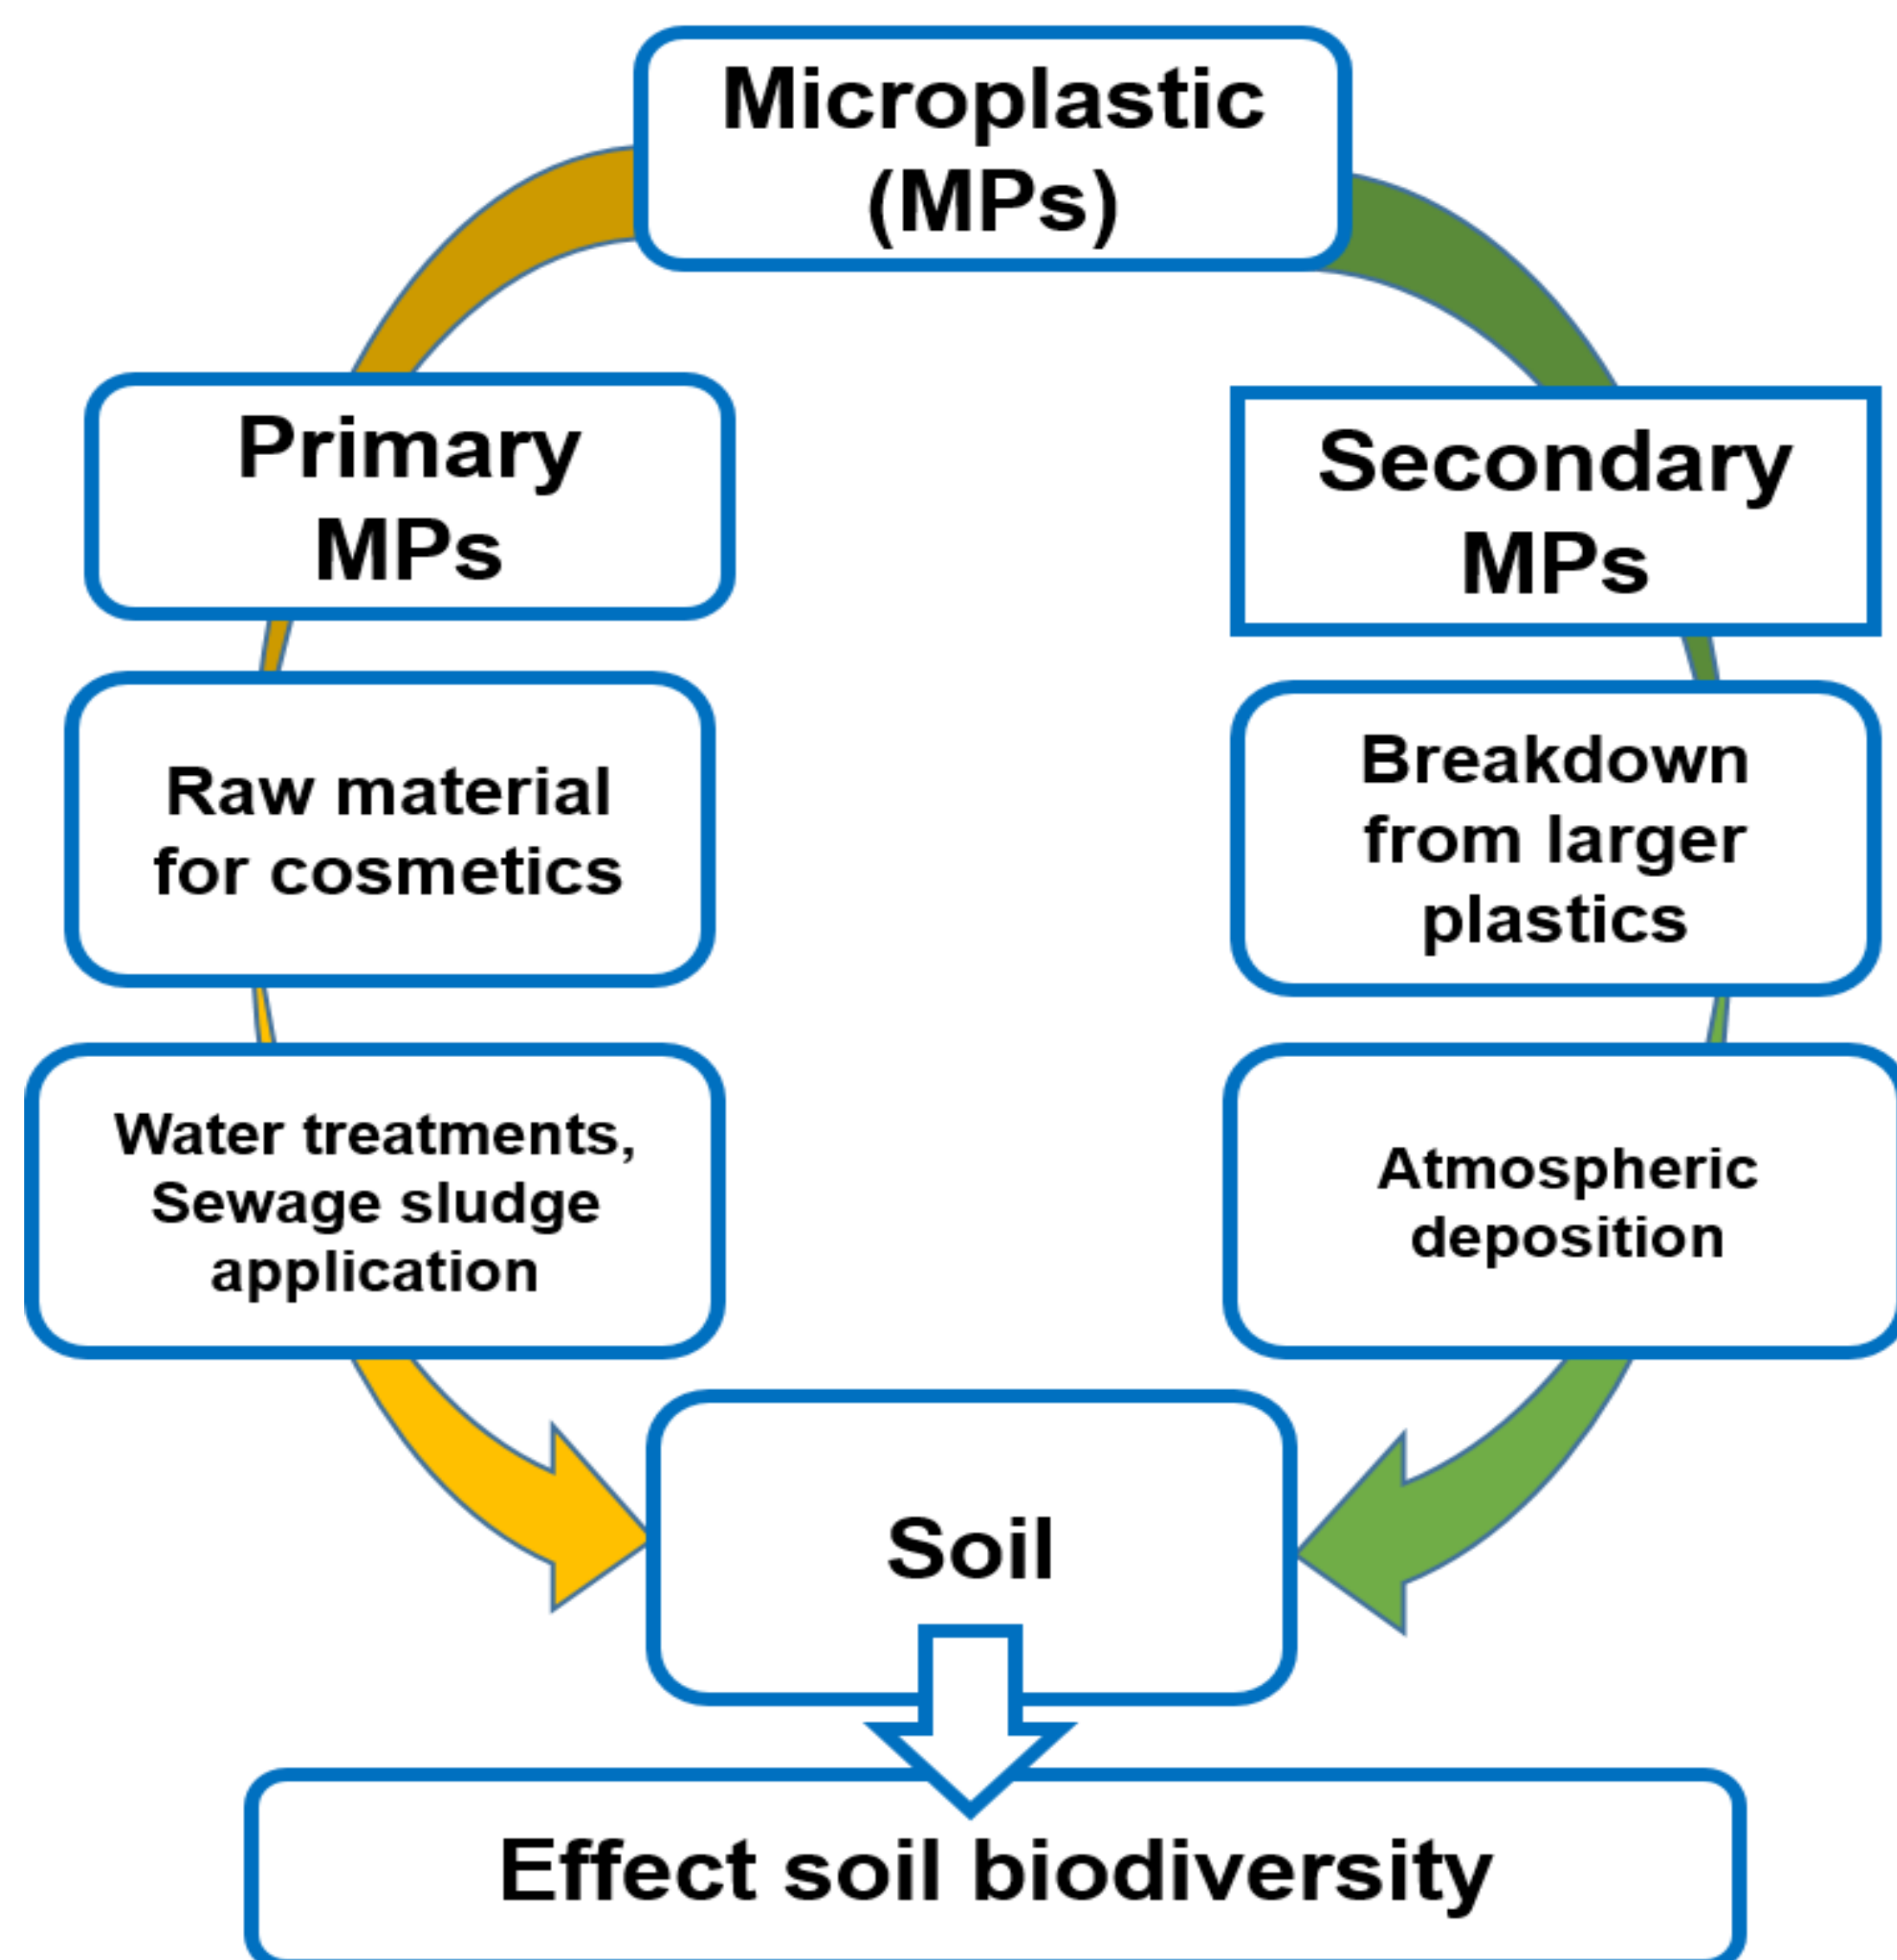 Microplastic
(MPs)
Primary
MPs
Secondary
MPs
Raw material
for cosmetics
Breakdown
from larger
plastics
Water treatments,
Sewage sludge
application
Atmospheric
deposition
Soil
Effect soil biodiversity